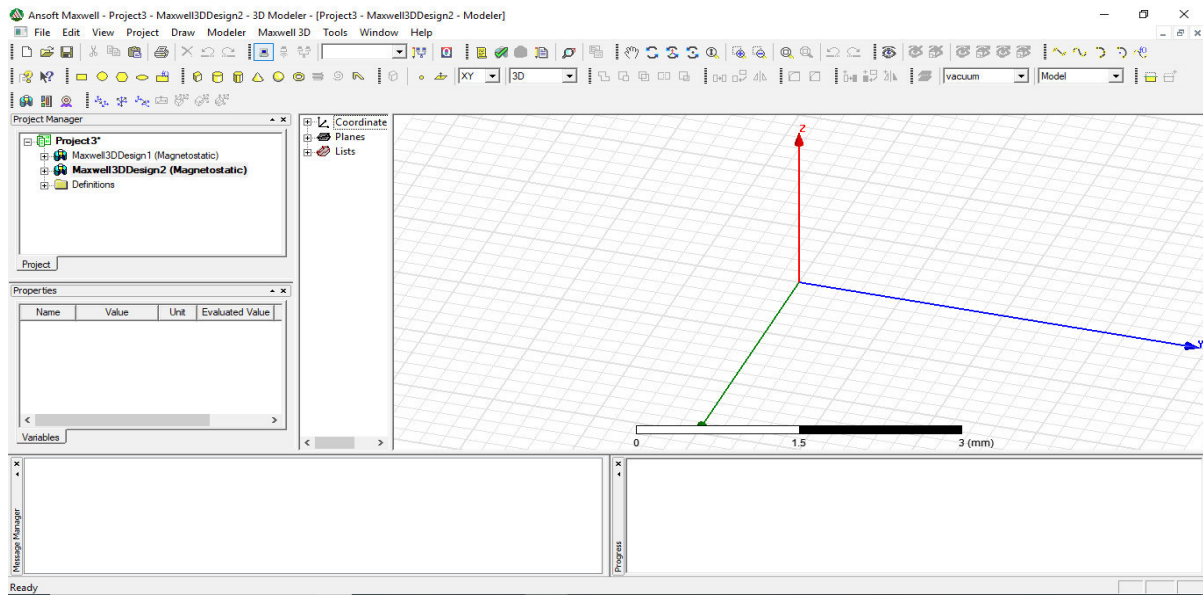 Ansoft Maxwell - Project3 - Maxwell3DDesign2 - 3D Modeler - [Project3 - Maxwell3DDesign2 - Modeler]
File Edit View Project Draw Modeler Maxwell 3D Tools Window Help
XY 3D vacuum Model
Project Manager
Project3*
Maxwell3DDesign1 (Magnetostatic)
Maxwell3DDesign2 (Magnetostatic)
Definitions
Project
Properties
Name Value Unit Evaluated Value
Variables
Coordinate
Planes
Lists
Z
Y
0 1.5 3 (mm)
Message Manager
Progress
Ready